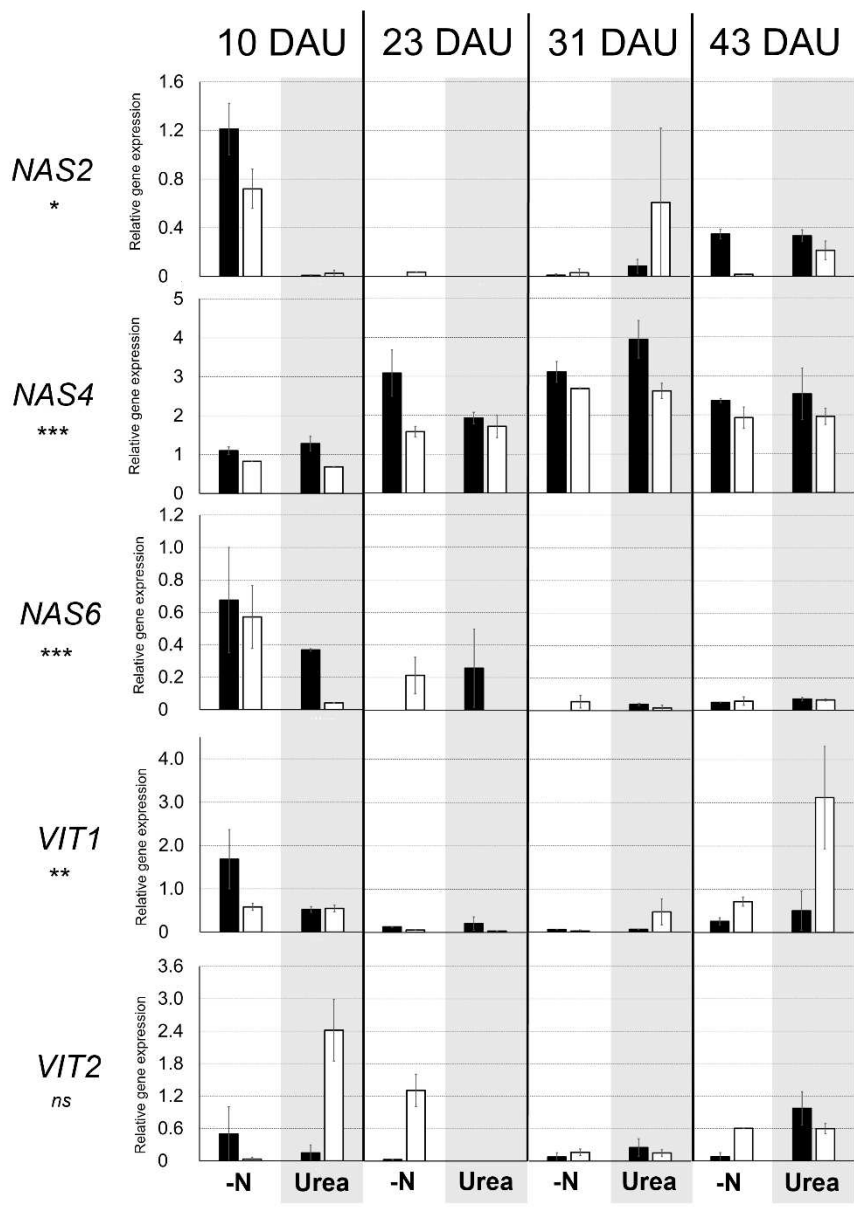 10 DAU 23 DAU 31 DAU 43 DAU
NAS2
*
Relative gene expression
1.6
1.2
0.8
0.4
0
NAS4
***
Relative gene expression
5
4
3
2
1
0
NAS6
***
Relative gene expression
1.2
1.0
0.8
0.6
0.4
0.2
0
VIT1
**
Relative gene expression
4.0
3.0
2.0
1.0
0
VIT2
ns
Relative gene expression
3.6
3.0
2.4
1.8
1.2
0.6
0
-N Urea -N Urea -N Urea -N Urea